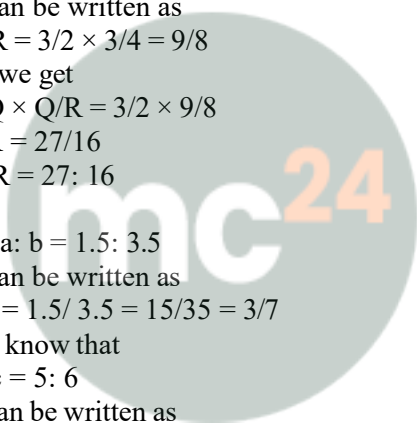 an be written as
R = 3/2 × 3/4 = 9/8
we get
Q × Q/R = 3/2 × 9/8
= 27/16
R = 27: 16
mc24
a: b = 1.5: 3.5
an be written as
= 1.5/ 3.5 = 15/35 = 3/7
know that
= 5: 6
an be written as